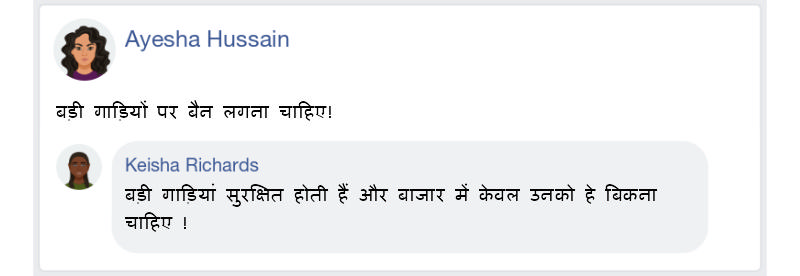 Ayesha Hussain
बड़ी गाड़ियों पर बैन लगना चाहिए!
Keisha Richards
बड़ी गाड़ियां सुरक्षित होती हैं और बाजार में केवल उनको हे बिकना
चाहिए !